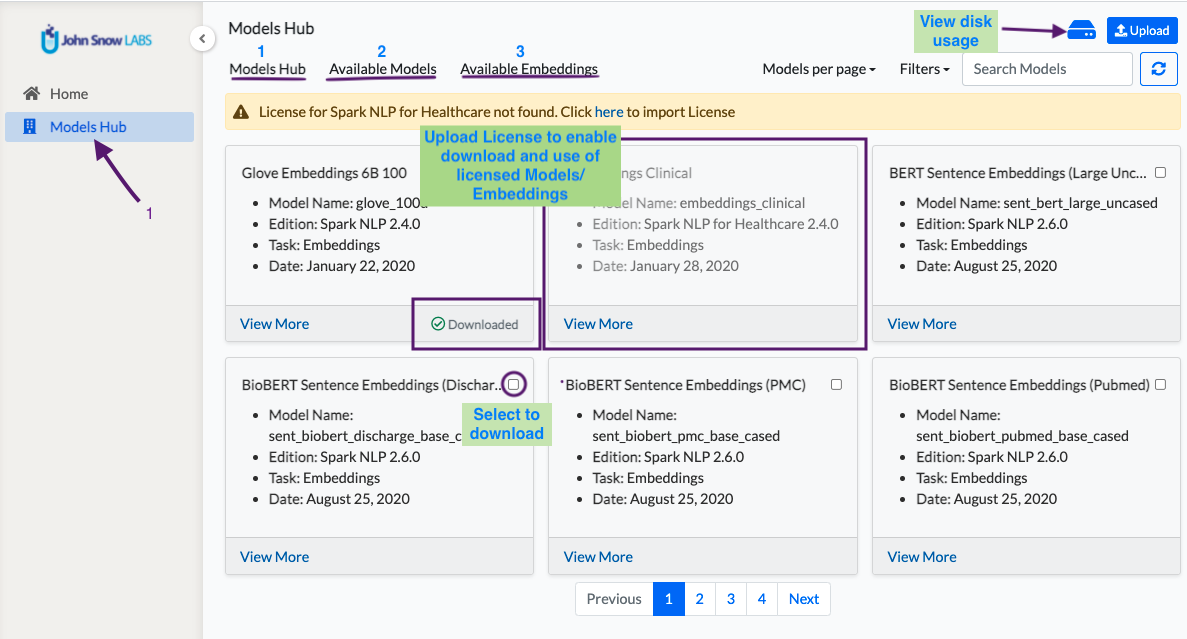 John Snow LABS
Home
Models Hub
1
Models Hub
View disk
usage
Upload
1
2
3
Models Hub
Available Models
Available Embeddings
Models per page
Filters
Search Models
License for Spark NLP for Healthcare not found. Click here to import License
Upload License to enable
download and use of
licensed Models/
Embeddings
Glove Embeddings 6B 100
Model Name: glove_100d
Edition: Spark NLP 2.4.0
Task: Embeddings
Date: January 22, 2020
View More
Downloaded
Clinical
Model Name: embeddings_clinical
Edition: Spark NLP for Healthcare 2.4.0
Task: Embeddings
Date: January 28, 2020
View More
BERT Sentence Embeddings (Large Unc...
Model Name: sent_bert_large_uncased
Edition: Spark NLP 2.6.0
Task: Embeddings
Date: August 25, 2020
View More
BioBERT Sentence Embeddings (Dischar...
Select to
download
Model Name:
sent_biobert_discharge_base_c
Edition: Spark NLP 2.6.0
Task: Embeddings
Date: August 25, 2020
View More
BioBERT Sentence Embeddings (PMC)
Model Name:
sent_biobert_pmc_base_cased
Edition: Spark NLP 2.6.0
Task: Embeddings
Date: August 25, 2020
View More
BioBERT Sentence Embeddings (Pubmed)
Model Name:
sent_biobert_pubmed_base_cased
Edition: Spark NLP 2.6.0
Task: Embeddings
Date: August 25, 2020
View More
Previous 1 2 3 4 Next